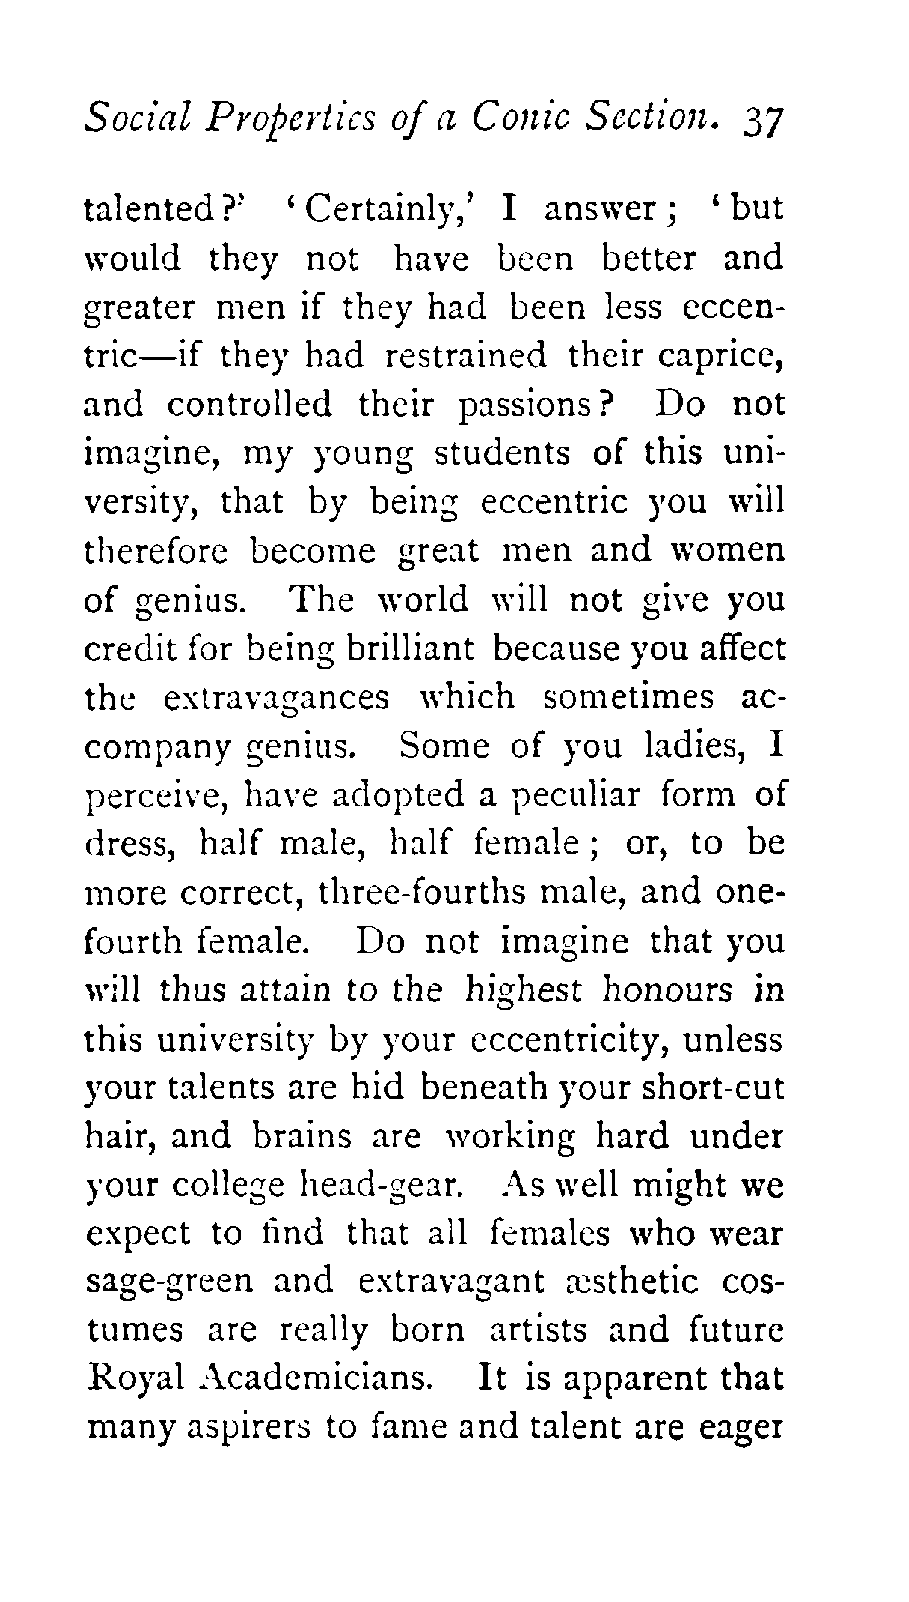 Social Properties of a Conic Section. 37
talented?' ‘Certainly,’ I answer; ‘but
would they not have been better and
greater men if they had been less eccen-
tric—if they had restrained their caprice,
and controlled their passions? Do not
imagine, my young students of this uni-
versity, that by being eccentric you will
therefore become great men and women
of genius. The world will not give you
credit for being brilliant because you affect
the extravagances which sometimes ac-
company genius. Some of you ladies, I
perceive, have adopted a peculiar form of
dress, half male, half female; or, to be
more correct, three-fourths male, and one-
fourth female. Do not imagine that you
will thus attain to the highest honours in
this university by your eccentricity, unless
your talents are hid beneath your short-cut
hair, and brains are working hard under
your college head-gear. As well might we
expect to find that all females who wear
sage-green and extravagant æsthetic cos-
tumes are really born artists and future
Royal Academicians. It is apparent that
many aspirers to fame and talent are eager